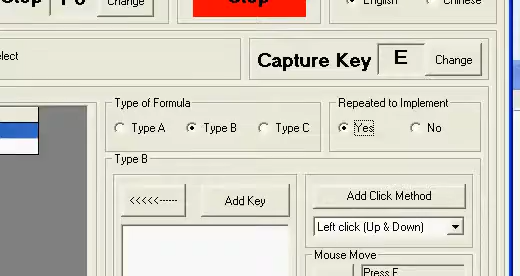 Stop
Change
Stop
English
Chinese
elect
Capture Key
E
Change
Type of Formula
Repeated to Implement
Type A
Type B
Type C
Yes
No
Type B
<<<<<------
Add Key
Add Click Method
Left click (Up & Down)
Mouse Move
Press F